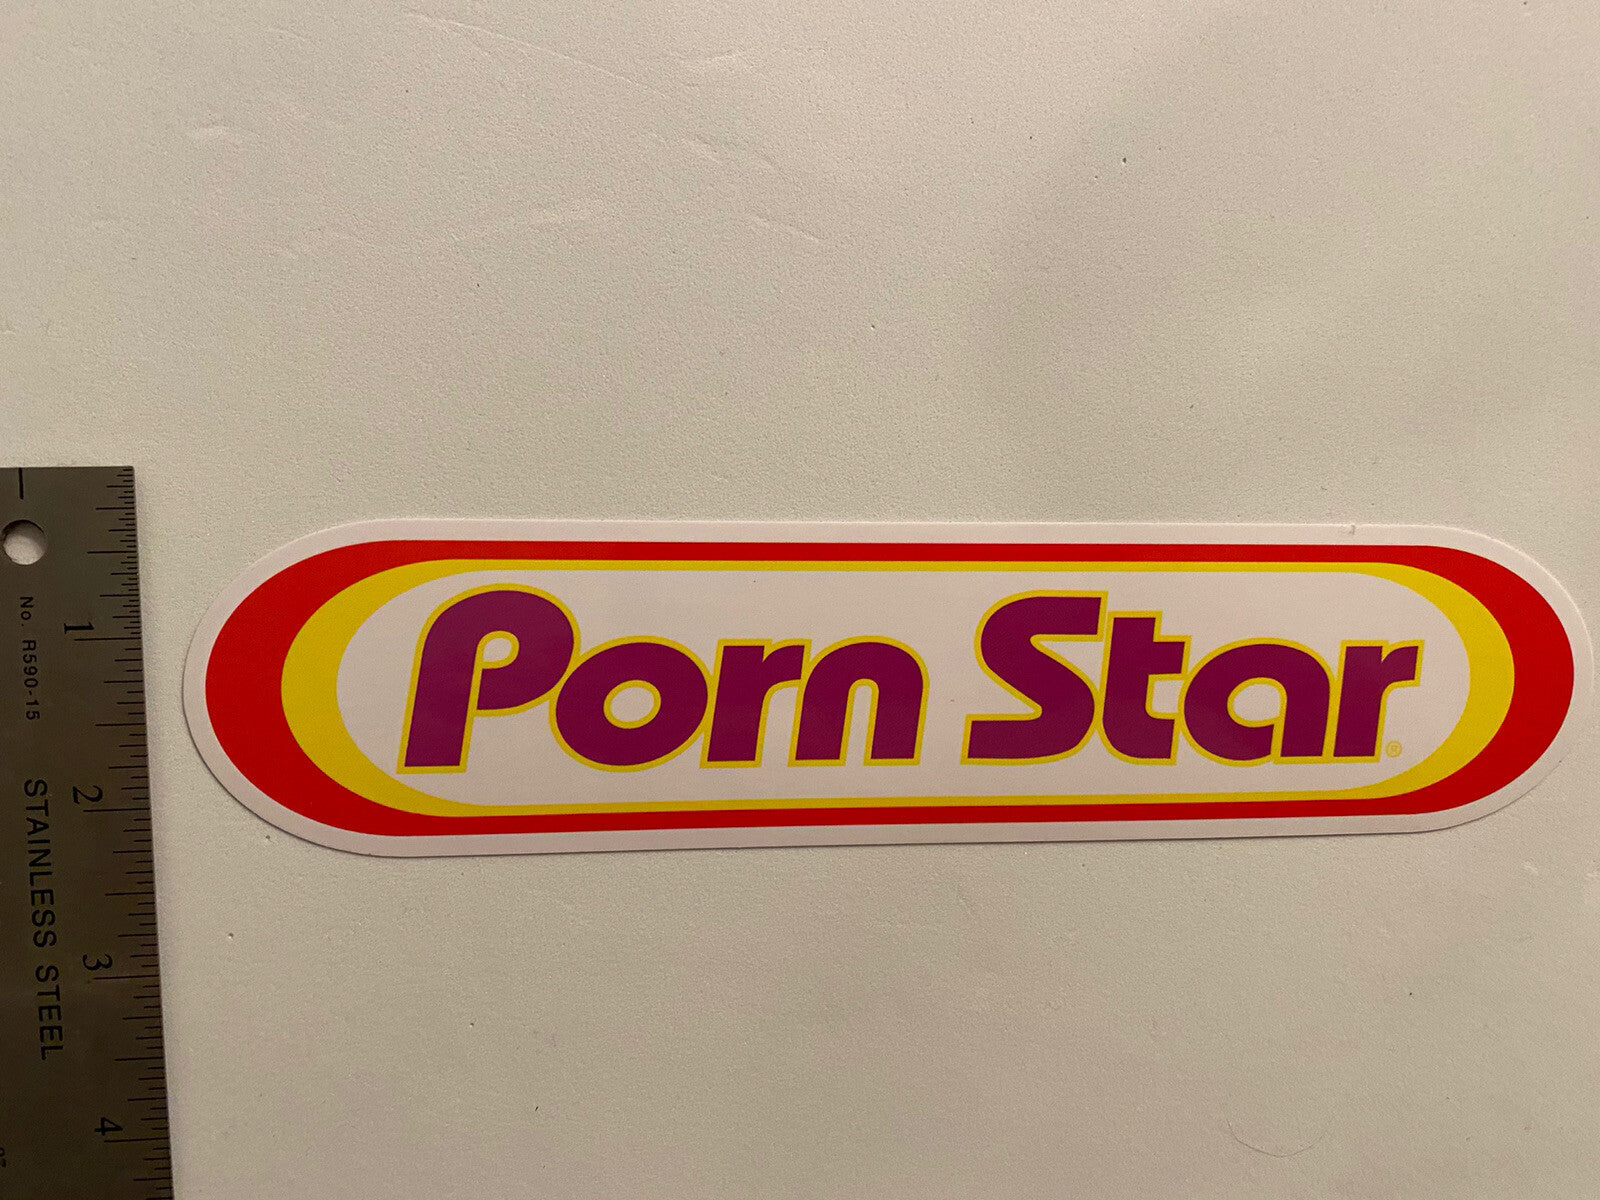 Porn Star®
No. R590-15
STAINLESS STEEL
1
2
3
4